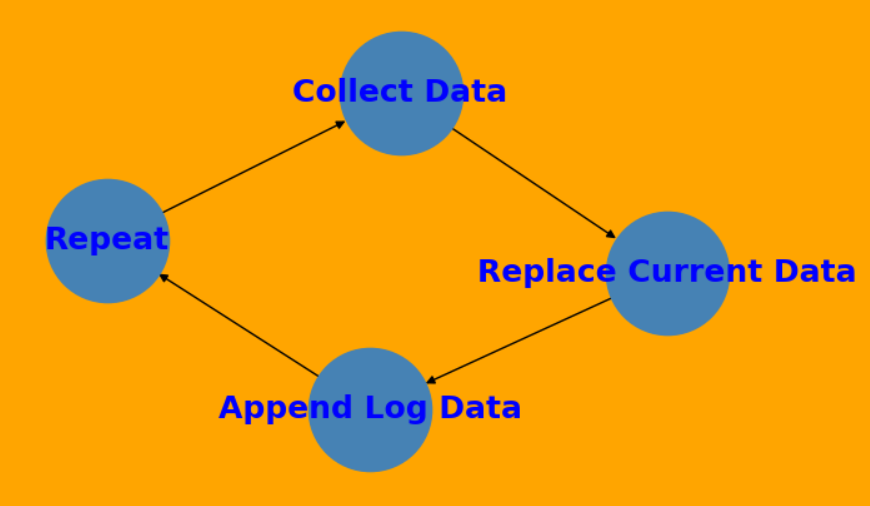 Collect Data
Repeat
Replace Current Data
Append Log Data